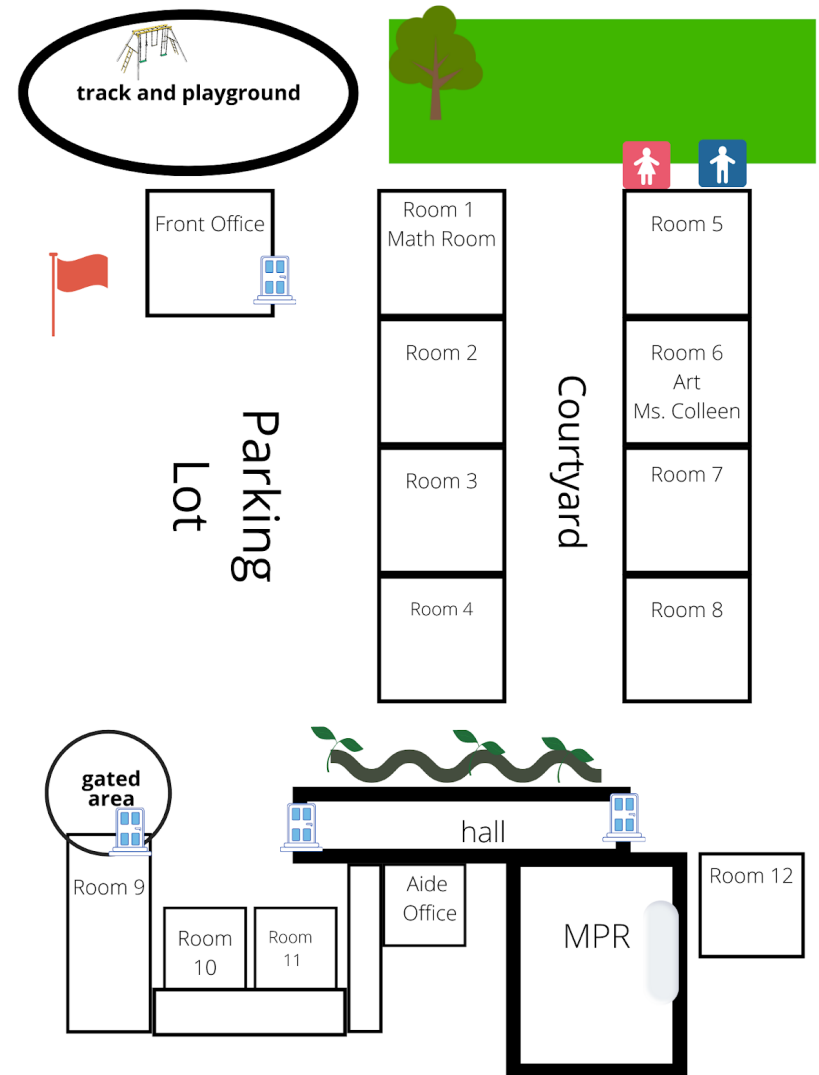 track and playground
Front Office
Room 1
Math Room
Room 5
Room 2
Room 6
Art
Ms. Colleen
Parking
Lot
Courtyard
Room 3
Room 7
Room 4
Room 8
gated
area
hall
Room 9
Aide
Office
Room 12
Room
10
Room
11
MPR